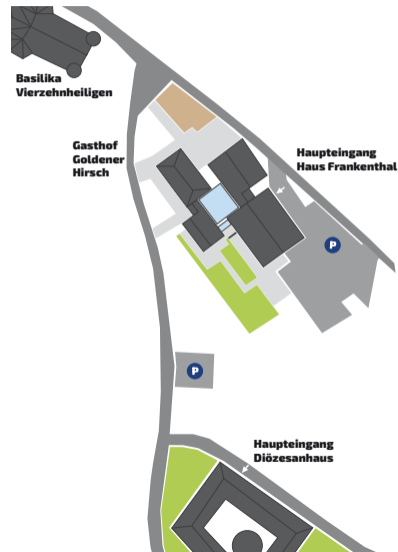 Basilika
Vierzehnheiligen
Gasthof
Goldener
Hirsch
Haupteingang
Haus Frankenthal
P
P
Haupteingang
Diözesanhaus